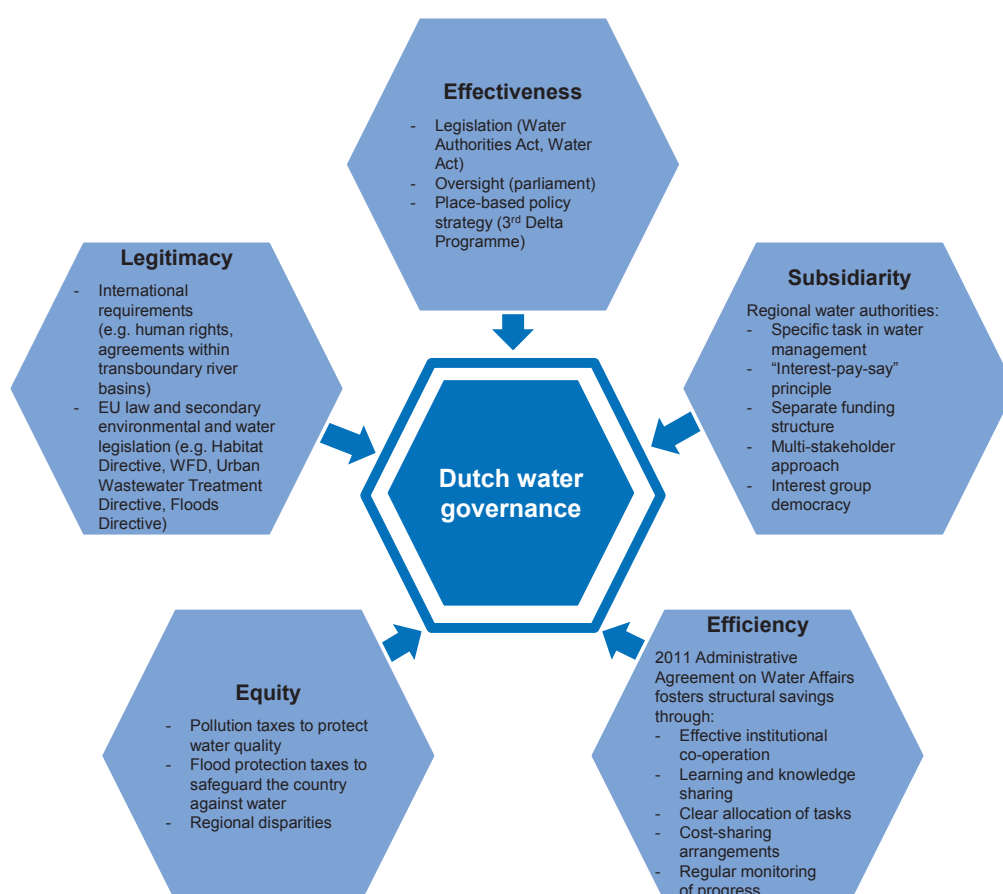 Effectiveness
- Legislation (Water
Authorities Act, Water
Act)
- Oversight (parliament)
- Place-based policy
strategy (3rd Delta
Programme)
Legitimacy
- International
requirements
(e.g. human rights,
agreements within
transboundary river
basins)
- EU law and secondary
environmental and water
legislation (e.g. Habitat
Directive, WFD, Urban
Wastewater Treatment
Directive, Floods
Directive)
Subsidiarity
Regional water authorities:
- Specific task in water
management
- “Interest-pay-say”
principle
- Separate funding
structure
- Multi-stakeholder
approach
- Interest group
democracy
Dutch water
governance
Equity
- Pollution taxes to protect
water quality
- Flood protection taxes to
safeguard the country
against water
- Regional disparities
Efficiency
2011 Administrative
Agreement on Water Affairs
fosters structural savings
through:
- Effective institutional
co-operation
- Learning and knowledge
sharing
- Clear allocation of tasks
- Cost-sharing
arrangements
- Regular monitoring
of progress